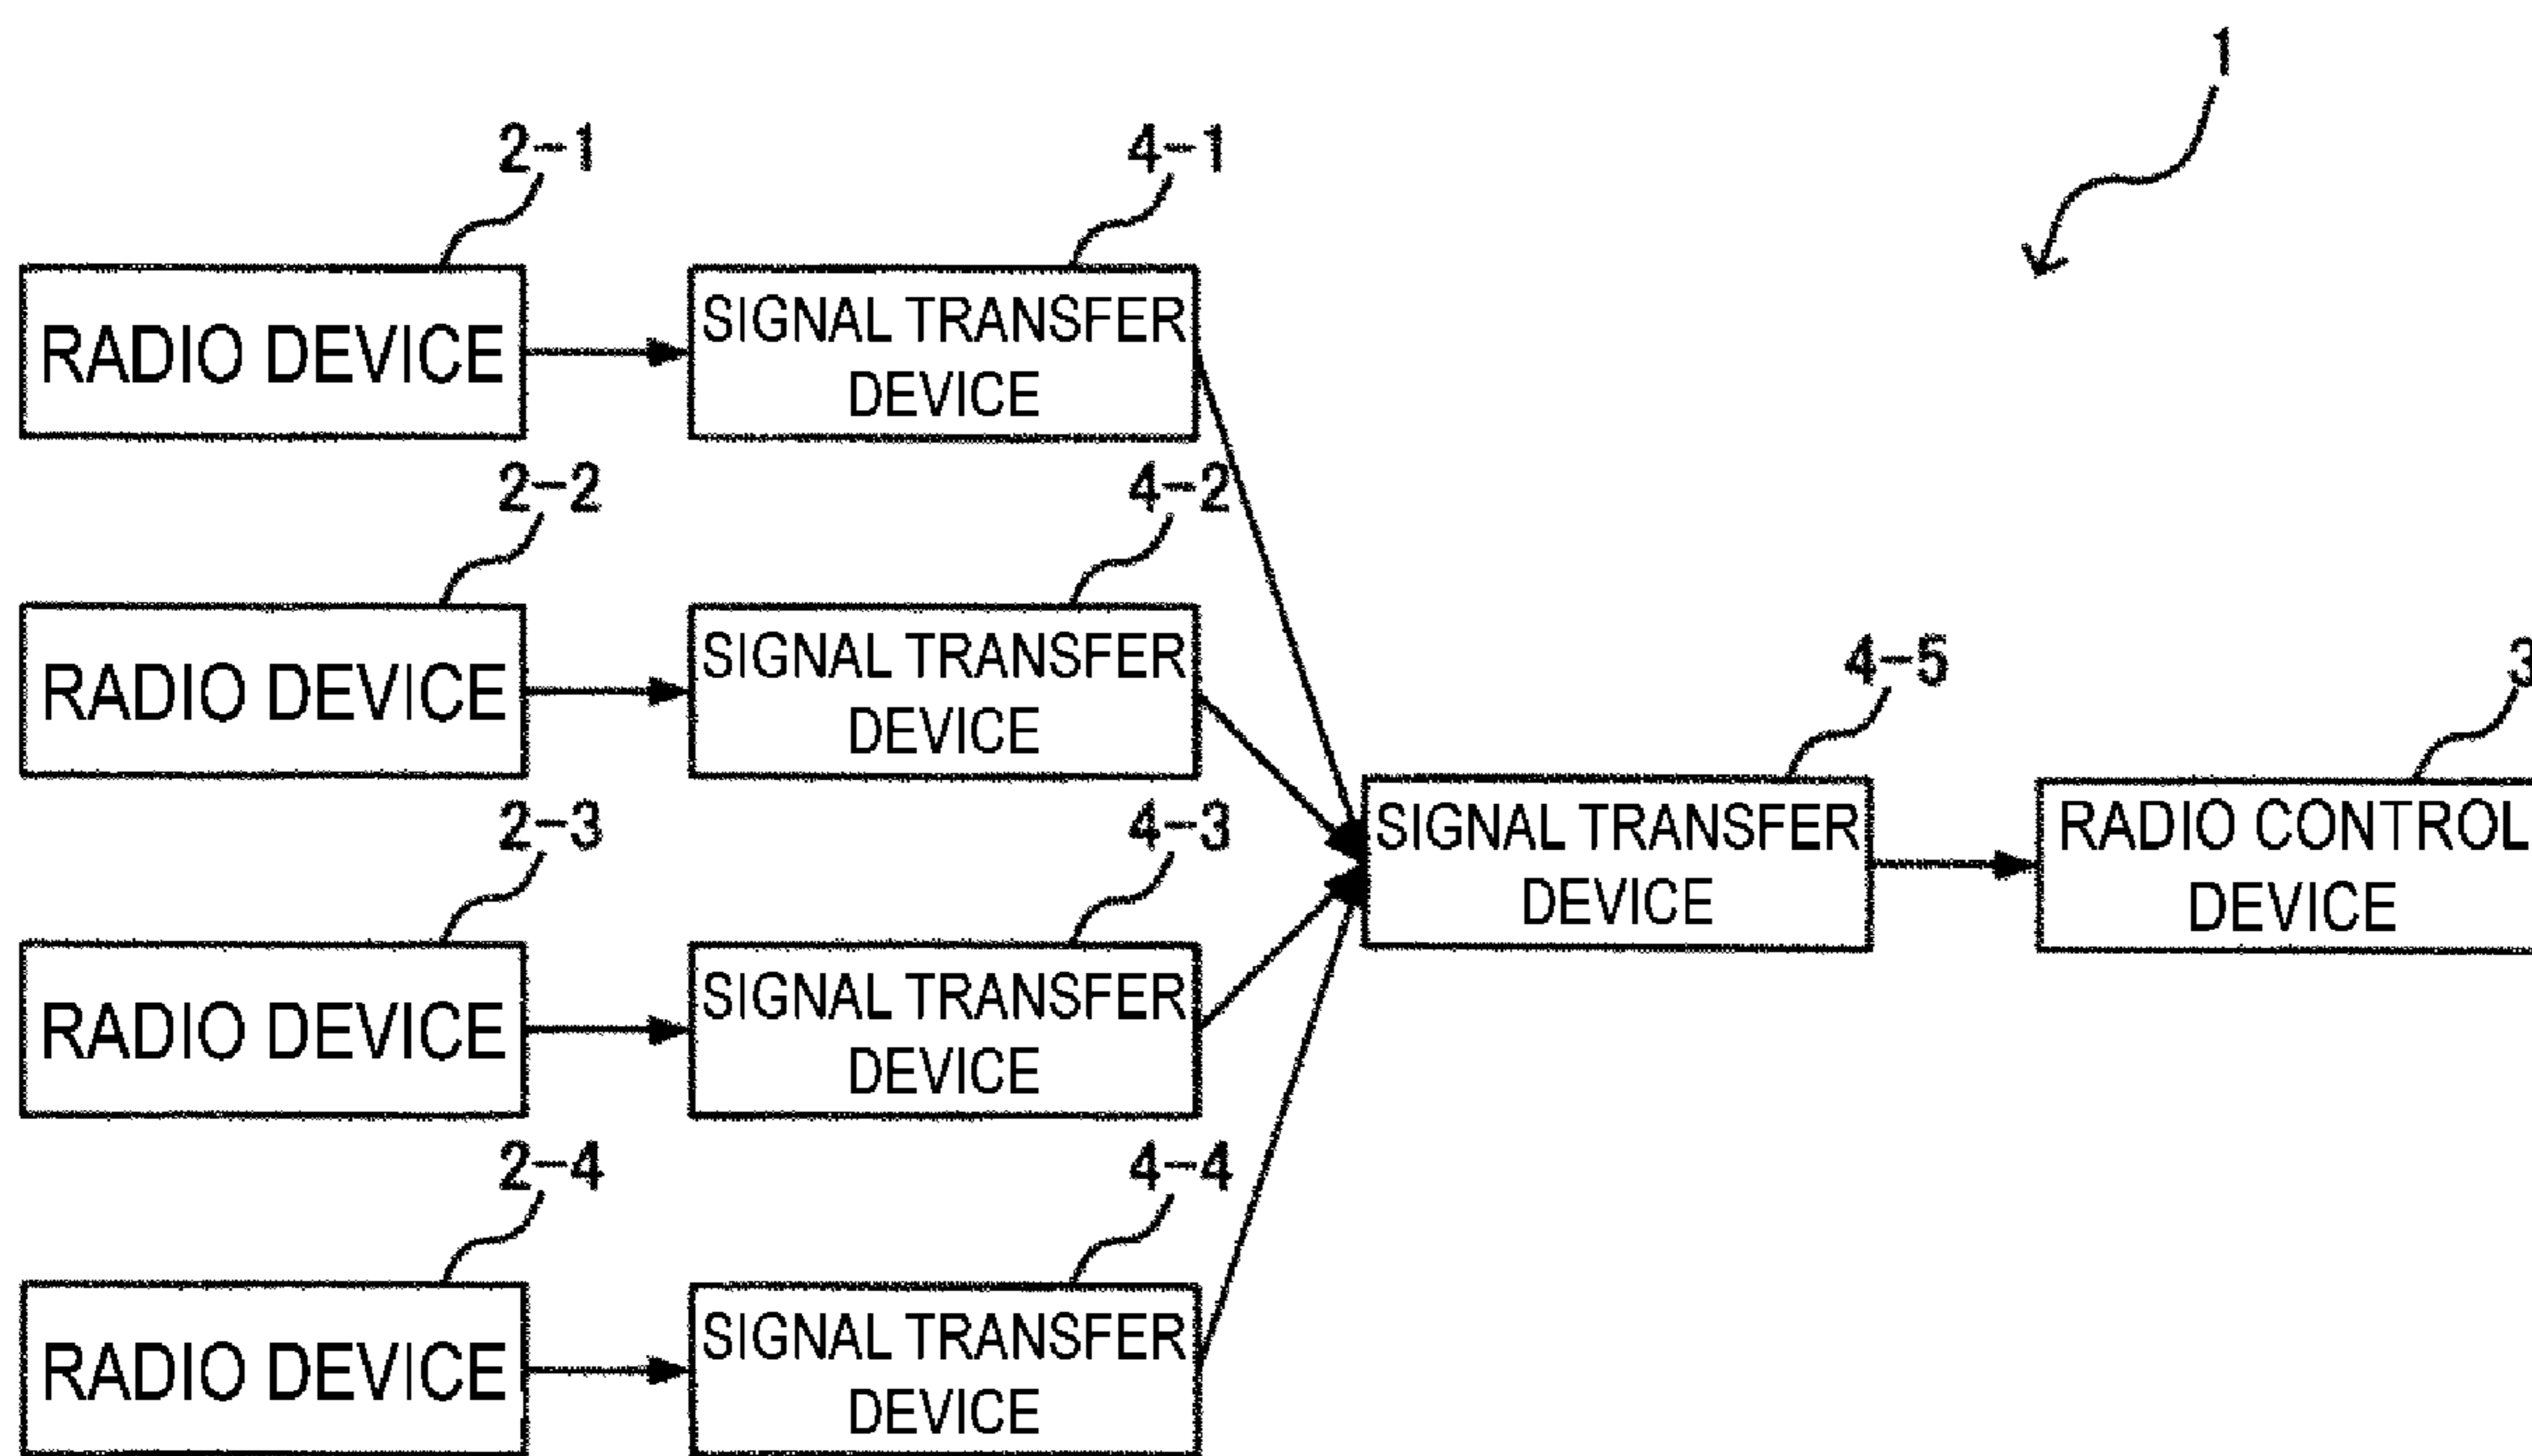 1
2-1
4-1
RADIO DEVICE
SIGNAL TRANSFER
DEVICE
2-2
4-2
RADIO DEVICE
SIGNAL TRANSFER
DEVICE
4-5
3
2-3
4-3
SIGNAL TRANSFER
DEVICE
RADIO CONTROL
DEVICE
RADIO DEVICE
SIGNAL TRANSFER
DEVICE
2-4
4-4
RADIO DEVICE
SIGNAL TRANSFER
DEVICE